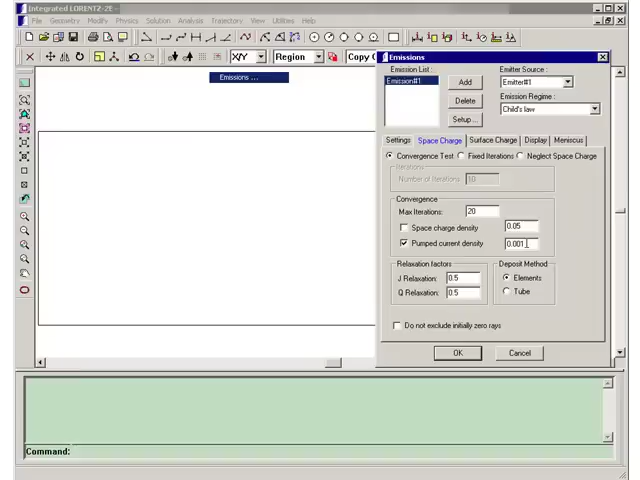 Integrated LORENTZ-2E -
File Geometry Modify Physics Solution Analysis Trajectory View Utilities Help
X/Y Region Copy C
Emissions ...
Emissions
Emission List :
Emission#1
Add
Delete
Setup...
Emitter Source :
Emitter#1
Emission Regime :
Child's law
Settings Space Charge Surface Charge Display Meniscus
Convergence Test Fixed Iterations Neglect Space Charge
Iterations
Number of Iterations: 10
Convergence
Max Iterations: 20
Space charge density 0.05
Pumped current density 0.001
Relaxation factors
J Relaxation: 0.5
Q Relaxation: 0.5
Deposit Method
Elements
Tube
Do not exclude initially zero rays
OK Cancel
Command: